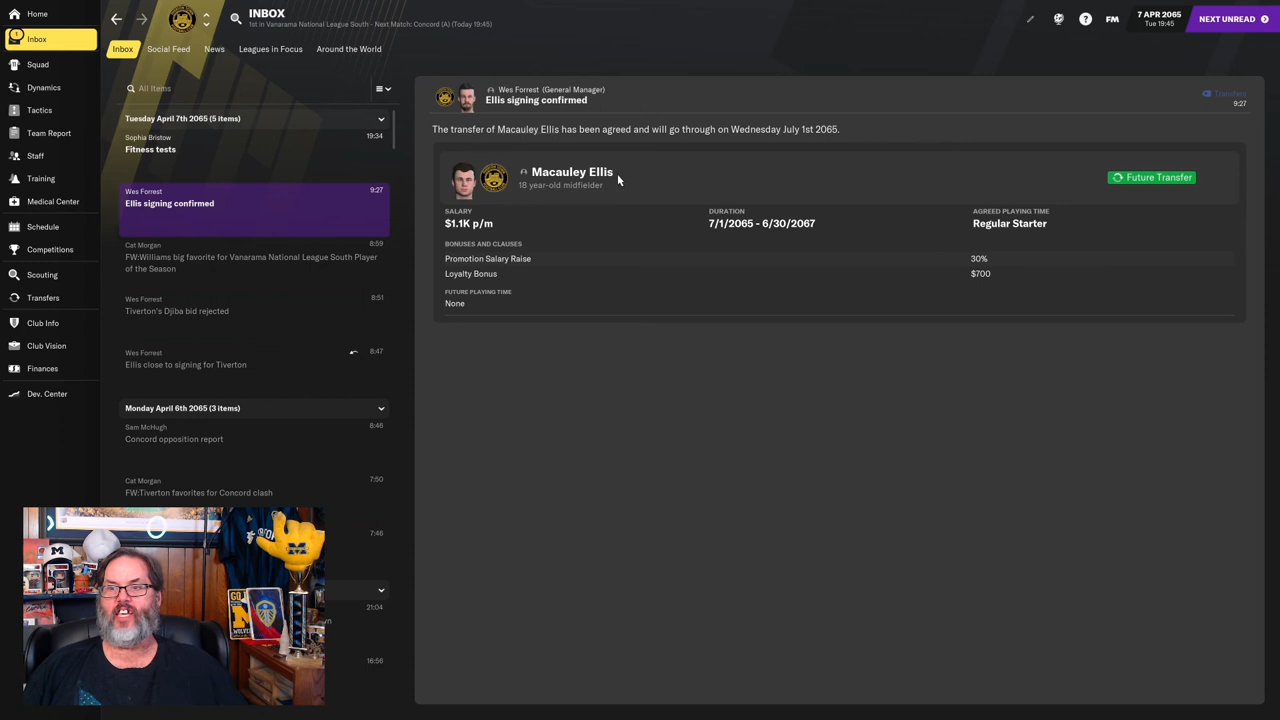 Home
INBOX
1st in Vanarama National League South - Next Match: Concord (A) (Today 19:45)
FM
7 APR 2065
Tue 19:45
NEXT UNREAD
1
Inbox
Squad
Dynamics
Tactics
Team Report
Staff
Training
Medical Center
Schedule
Competitions
Scouting
Transfers
Club Info
Club Vision
Finances
Dev. Center
Inbox
Social Feed
News
Leagues in Focus
Around the World
All Items
Tuesday April 7th 2065 (5 items)
Sophia Bristow
19:34
Fitness tests
Wes Forrest
9:27
Ellis signing confirmed
Cat Morgan
8:59
FW:Williams big favorite for Vanarama National League South Player
of the Season
Wes Forrest
8:51
Tiverton's Djiba bid rejected
Wes Forrest
8:47
Ellis close to signing for Tiverton
Monday April 6th 2065 (3 items)
Sam McHugh
8:46
Concord opposition report
Cat Morgan
7:50
FW:Tiverton favorites for Concord clash
7:46
21:04
16:56
Wes Forrest (General Manager)
Ellis signing confirmed
Transfers
9:27
The transfer of Macauley Ellis has been agreed and will go through on Wednesday July 1st 2065.
Macauley Ellis
18 year-old midfielder
Future Transfer
SALARY
$1.1K p/m
DURATION
7/1/2065 - 6/30/2067
AGREED PLAYING TIME
Regular Starter
BONUSES AND CLAUSES
Promotion Salary Raise
30%
Loyalty Bonus
$700
FUTURE PLAYING TIME
None
M
M
GO
WOLVES